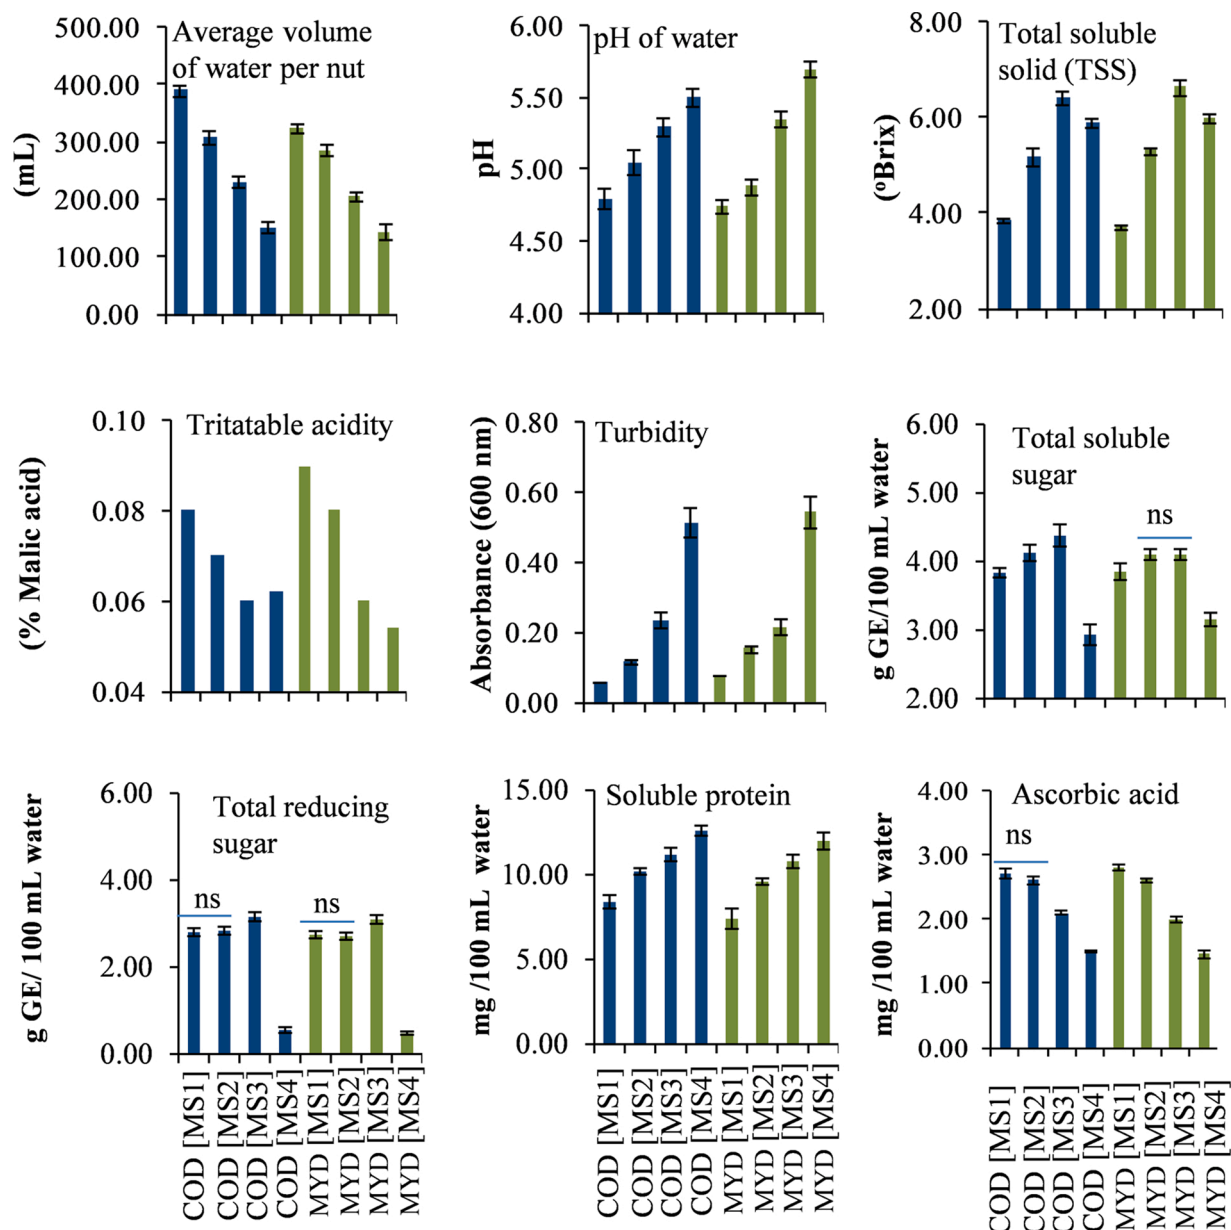 Average volume
of water per nut
(mL)
500.00
400.00
300.00
200.00
100.00
0.00
pH of water
pH
6.00
5.50
5.00
4.50
4.00
Total soluble
solid (TSS)
(ºBrix)
8.00
6.00
4.00
2.00
Tritatable acidity
(% Malic acid)
0.10
0.08
0.06
0.04
Turbidity
Absorbance (600 nm)
0.80
0.60
0.40
0.20
0.00
Total soluble
sugar
g GE/100 mL water
6.00
5.00
4.00
3.00
2.00
ns
Total reducing
sugar
g GE/ 100 mL water
6.00
4.00
2.00
0.00
ns
ns
COD [MS1]
COD [MS2]
COD [MS3]
COD [MS4]
MYD [MS1]
MYD [MS2]
MYD [MS3]
MYD [MS4]
Soluble protein
mg /100 mL water
15.00
10.00
5.00
0.00
COD [MS1]
COD [MS2]
COD [MS3]
COD [MS4]
MYD [MS1]
MYD [MS2]
MYD [MS3]
MYD [MS4]
Ascorbic acid
mg /100 mL water
4.00
3.00
2.00
1.00
0.00
ns
COD [MS1]
COD [MS2]
COD [MS3]
COD [MS4]
MYD [MS1]
MYD [MS2]
MYD [MS3]
MYD [MS4]